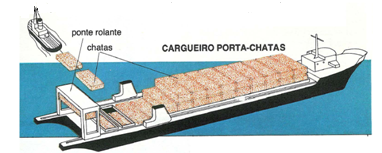 ponte rolante
chatas
CARGUEIRO PORTA-CHATAS